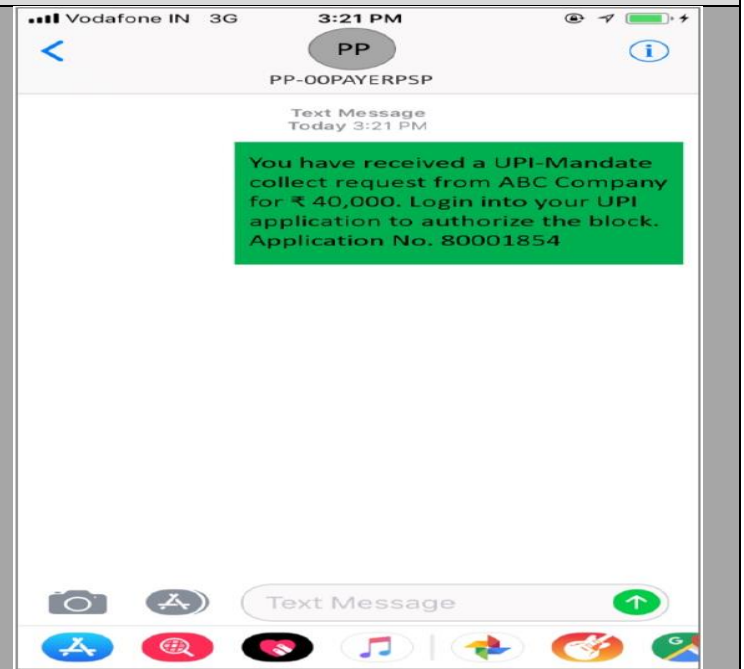 Vodafone IN 3G 3:21 PM
PP
PP-00PAYERPSP
Text Message
Today 3:21 PM
You have received a UPI-Mandate
collect request from ABC Company
for ₹ 40,000. Login into your UPI
application to authorize the block.
Application No. 80001854
Text Message
G